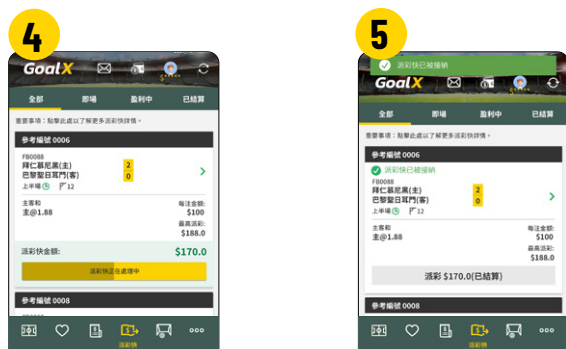 4
GoalX
$
全部 即場 盈利中 已結算
重要事項：點擊此處以了解更多派彩快詳情。
參考編號 0006
FB0088
拜仁慕尼黑(主) 2
巴黎聖日耳門(客) 0
上半場 12
主客和 每注金額:
主@1.88 $100
最高派彩:
$188.0
派彩快金額: $170.0
派彩快正在處理中
參考編號 0008
派彩快
5
派彩快已被接納
GoalX
全部 即場 盈利中 已結算
重要事項：點擊此處以了解更多派彩快詳情。
參考編號 0006
派彩快已被接納
FB0088
拜仁慕尼黑(主) 2
巴黎聖日耳門(客) 0
上半場 12
主客和 每注金額:
主@1.88 $100
最高派彩:
$188.0
派彩 $170.0(已結算)
參考編號 0008
派彩快